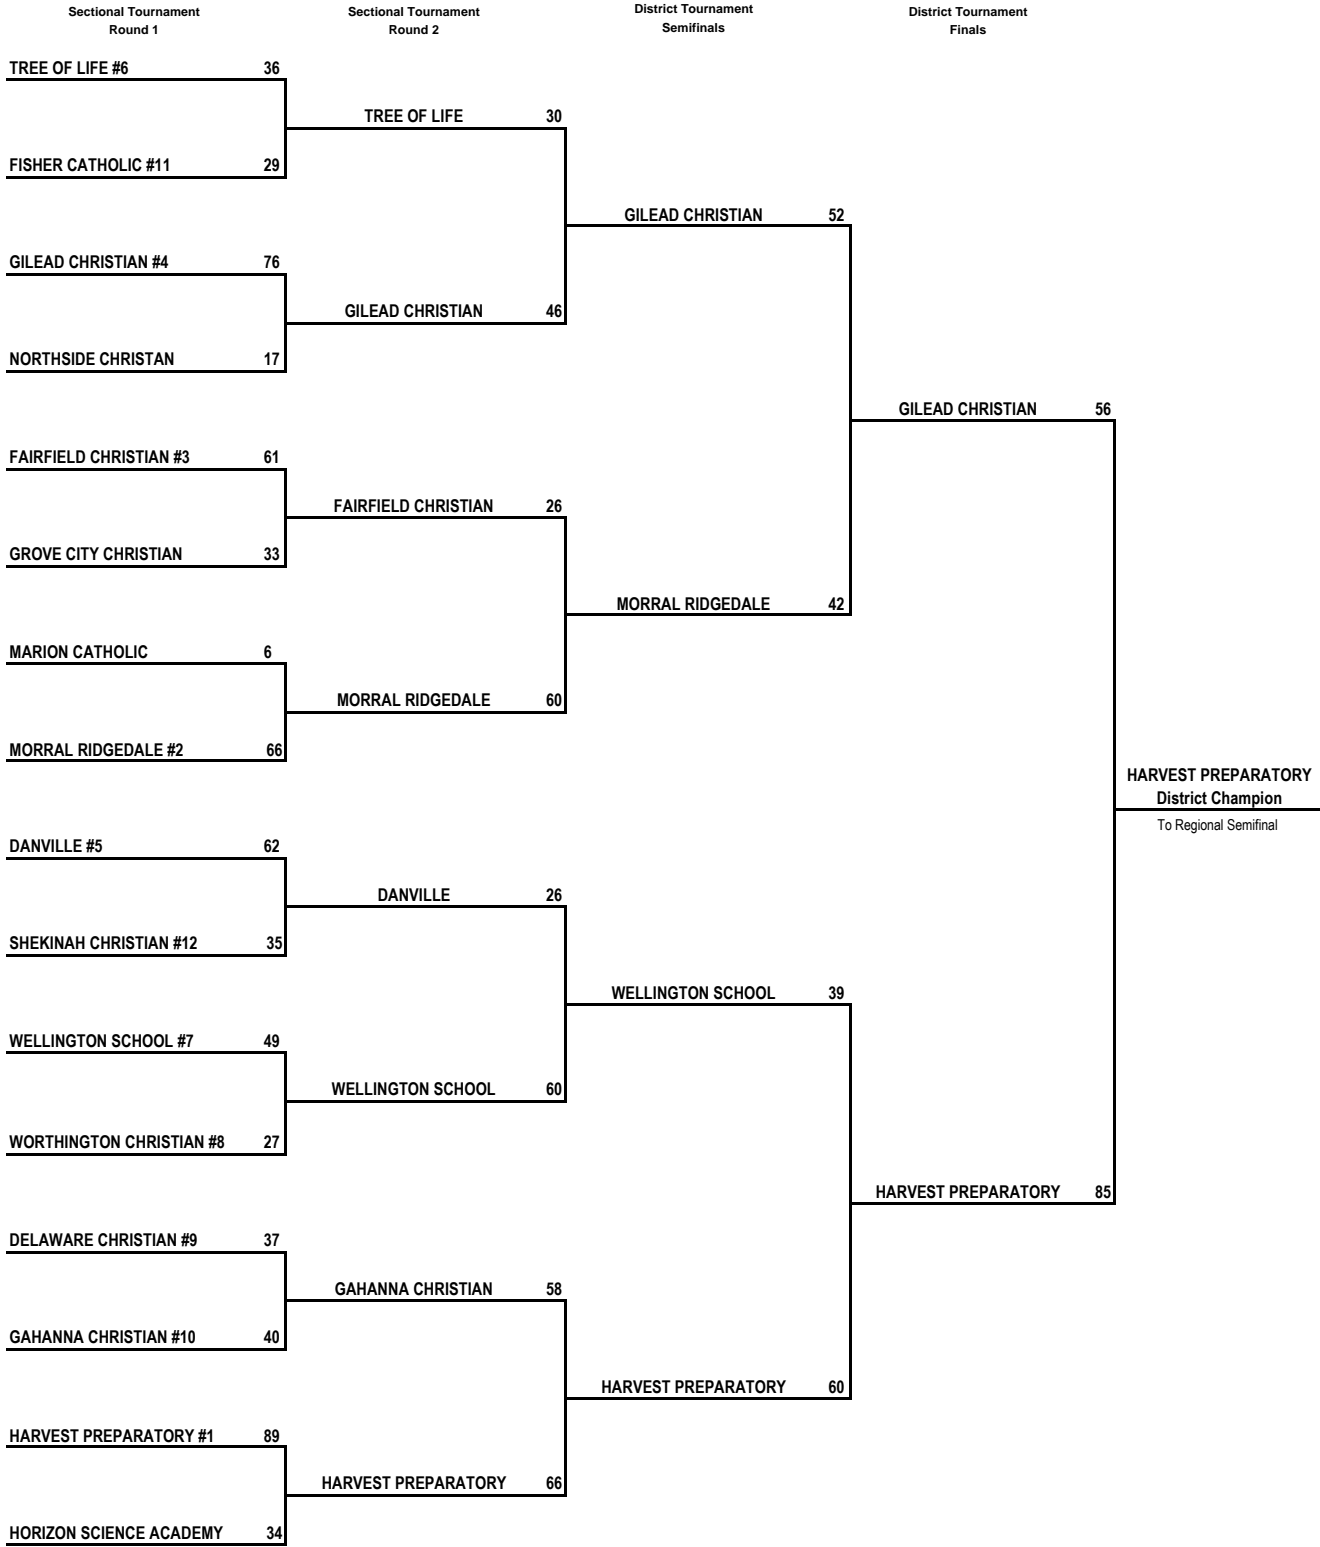 Sectional Tournament
Round 1
Sectional Tournament
Round 2
District Tournament
Semifinals
District Tournament
Finals
TREE OF LIFE #6 36
TREE OF LIFE 30
FISHER CATHOLIC #11 29
GILEAD CHRISTIAN 52
GILEAD CHRISTIAN #4 76
GILEAD CHRISTIAN 46
NORTHSIDE CHRISTAN 17
GILEAD CHRISTIAN 56
FAIRFIELD CHRISTIAN #3 61
FAIRFIELD CHRISTIAN 26
GROVE CITY CHRISTIAN 33
MORRAL RIDGEDALE 42
MARION CATHOLIC 6
MORRAL RIDGEDALE 60
MORRAL RIDGEDALE #2 66
HARVEST PREPARATORY
District Champion
To Regional Semifinal
DANVILLE #5 62
DANVILLE 26
SHEKINAH CHRISTIAN #12 35
WELLINGTON SCHOOL 39
WELLINGTON SCHOOL #7 49
WELLINGTON SCHOOL 60
WORTHINGTON CHRISTIAN #8 27
HARVEST PREPARATORY 85
DELAWARE CHRISTIAN #9 37
GAHANNA CHRISTIAN 58
GAHANNA CHRISTIAN #10 40
HARVEST PREPARATORY 60
HARVEST PREPARATORY #1 89
HARVEST PREPARATORY 66
HORIZON SCIENCE ACADEMY 34